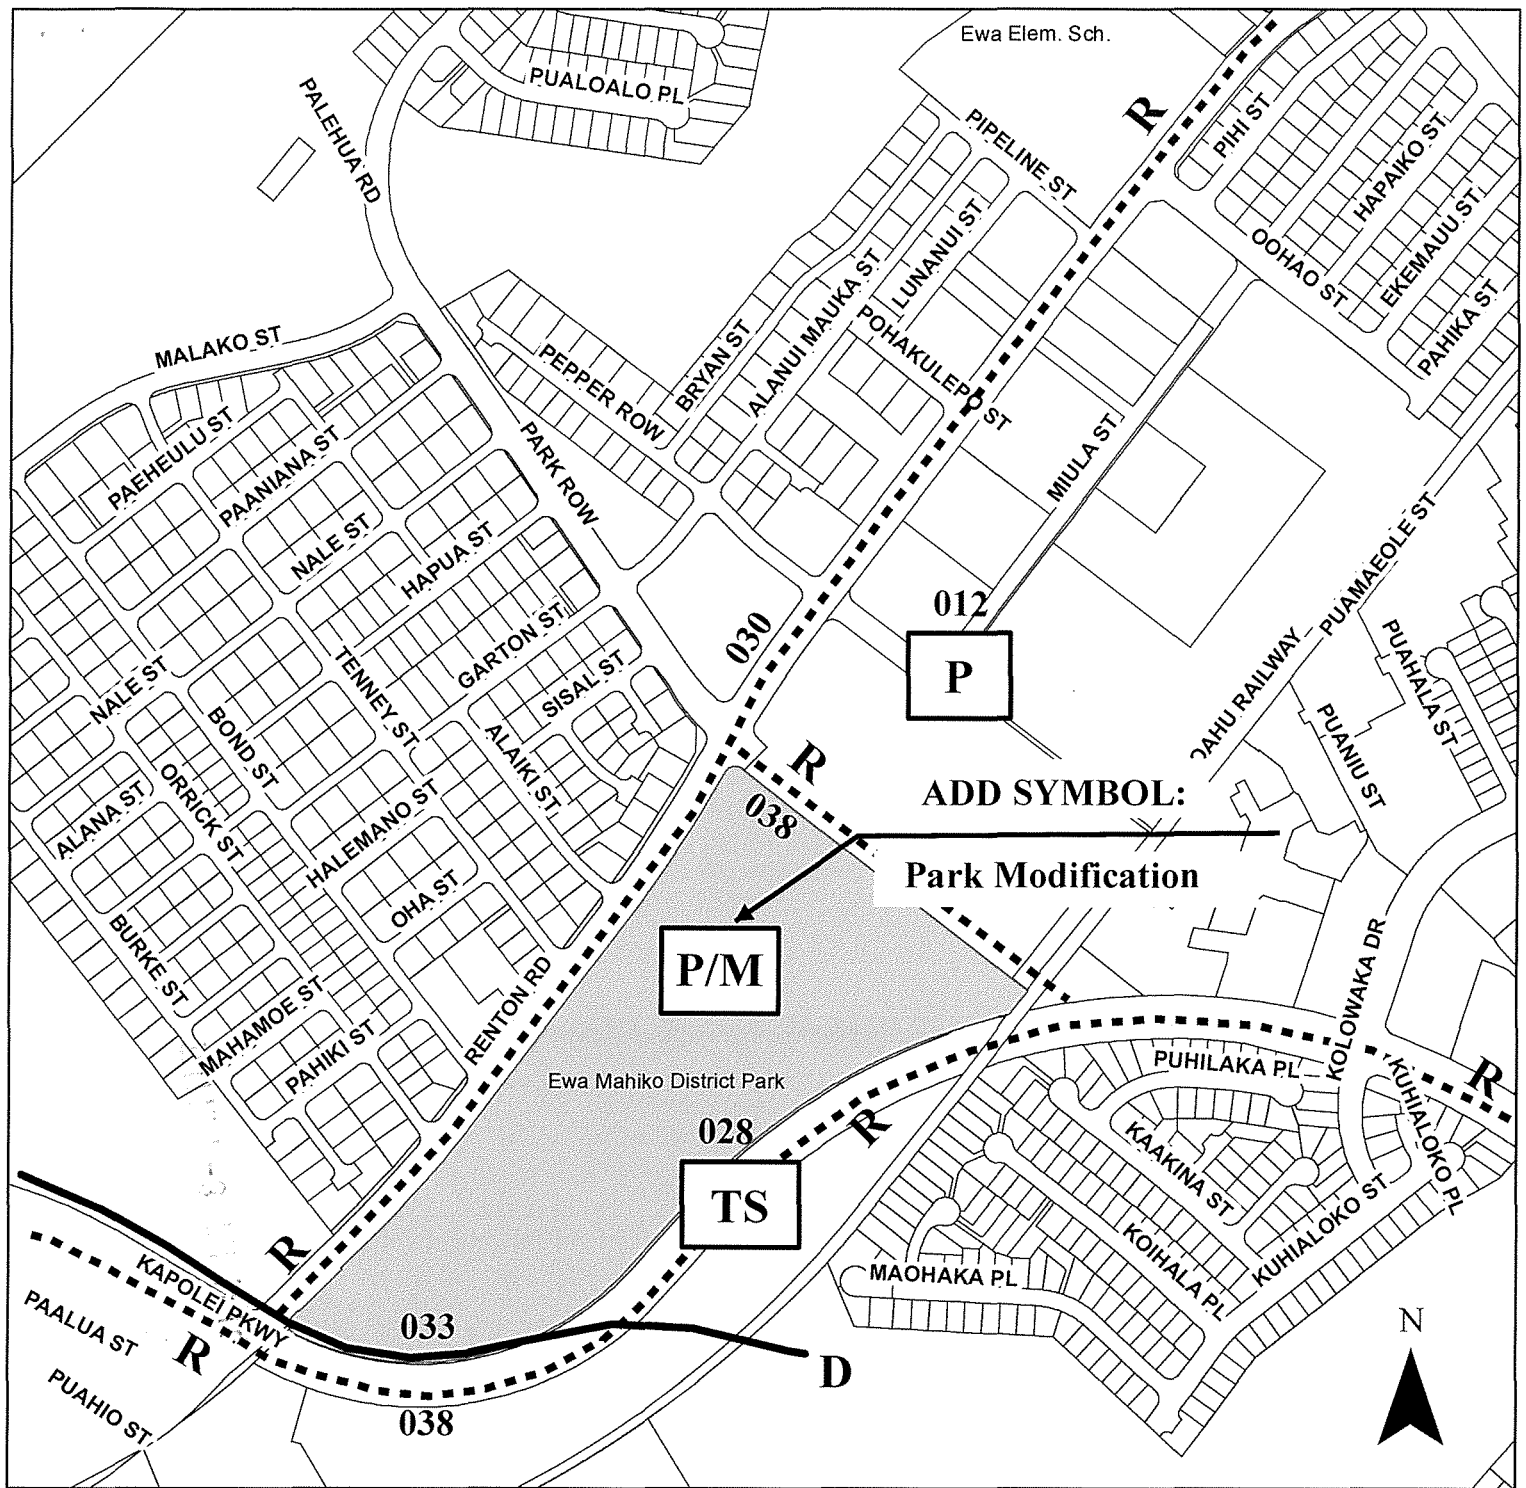 Ewa Elem. Sch.
PUALOALO PL
PALEHUA RD
R
PIHI ST
PIPELINE ST
HAPAIKO ST
EKEMAUU ST
OOHAO ST
PAHIKA ST
LUNANUI ST
ALANUI MAUKA ST
POHAKULEPO ST
MALAKO ST
BRYAN ST
PEPPER ROW
PARK ROW
PAEHEULU ST
PAANIANA ST
NALE ST
HAPUA ST
MIULA ST
PUAMAEOLE ST
012
P
030
GARTON ST
TENNEY ST
SISAL ST
NALE ST
BOND ST
ALAIKI ST
ORRICK ST
ALANA ST
HALEMANO ST
OAHU RAILWAY
PUAHALA ST
PUANIU ST
R
038
ADD SYMBOL:
Park Modification
P/M
OHA ST
BURKE ST
MAHAMOE ST
PAHIKI ST
RENTON RD
KOLOWAKA DR
Ewa Mahiko District Park
028
TS
R
PUHILAKA PL
R
KUHIALOKO PL
KAAKINA ST
KUHIALOKO ST
KOIHALA PL
MAOHAKA PL
R
KAPOLEI PKWY
PAALUA ST
R
PUAHIO ST
033
D
038
N